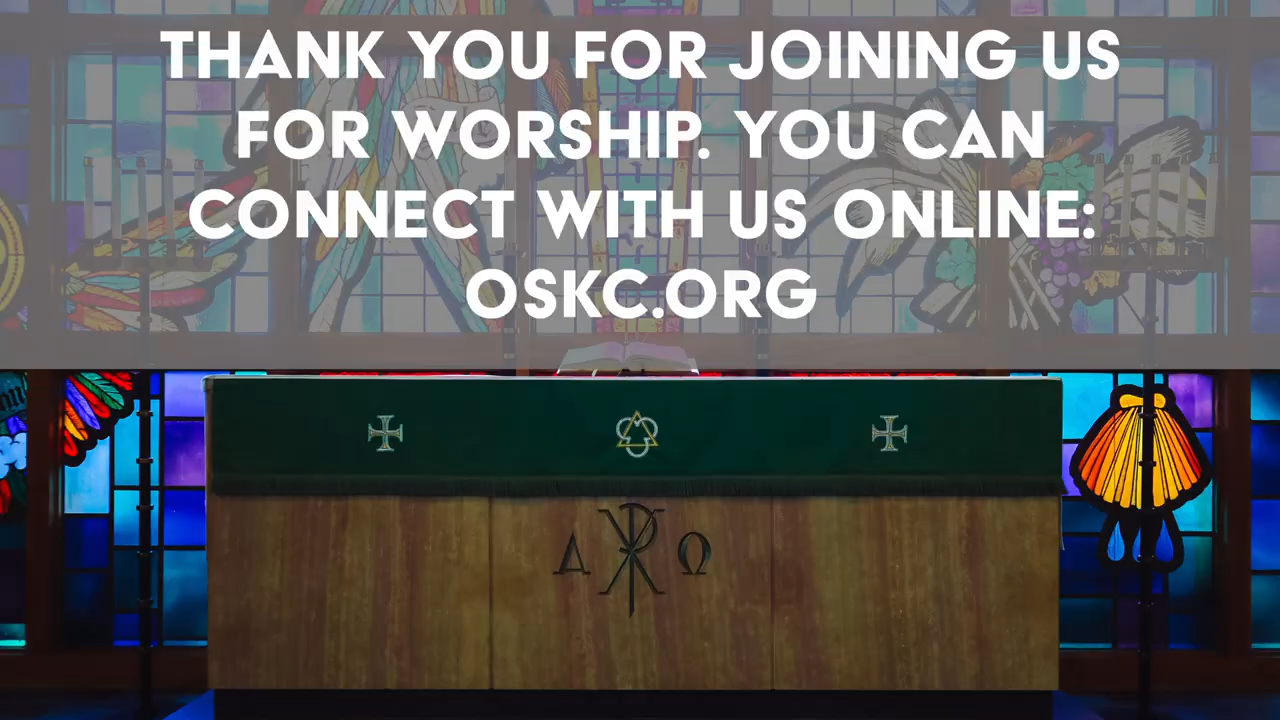 THANK YOU FOR JOINING US
FOR WORSHIP. YOU CAN
CONNECT WITH US ONLINE:
OSKC.ORG
Α ☧ Ω